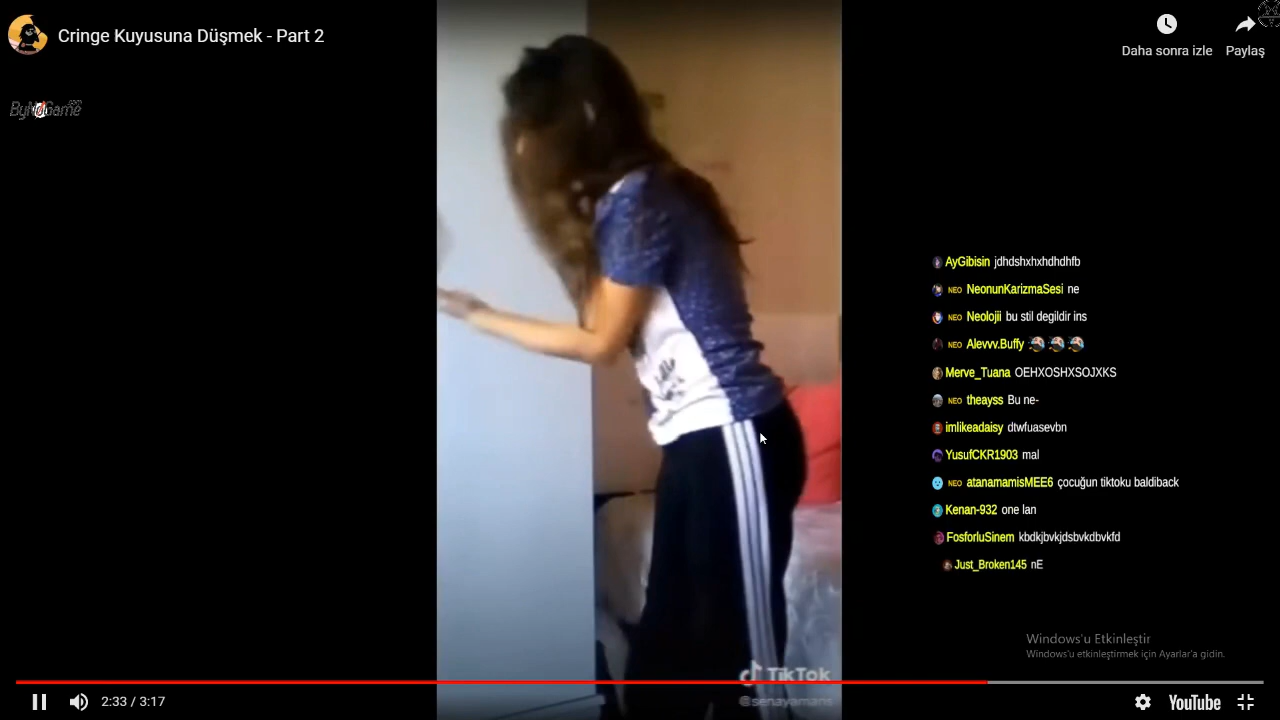 Cringe Kuyusuna Düşmek - Part 2
Daha sonra izle
Paylaş
ByNoGame
AyGibisin jdhdshxhxhdhdhfb
NEO NeonunKarizmaSesi ne
NEO Neolojii bu stil degildir ins
NEO Alevvv.Buffy
Merve_Tuana OEHXOSHXSOJXKS
NEO theayss Bu ne-
imlikeadaisy dtwfuasevbn
YusufCKR1903 mal
NEO atanamamisMEE6 çocuğun tiktoku baldiback
Kenan-932 one lan
FosforluSinem kbdkjbvkjdsbvkdbvkfd
Just_Broken145 nE
Windows'u Etkinleştir
Windows'u etkinleştirmek için Ayarlar'a gidin.
TikTok
@senayamans
2:33 / 3:17
YouTube